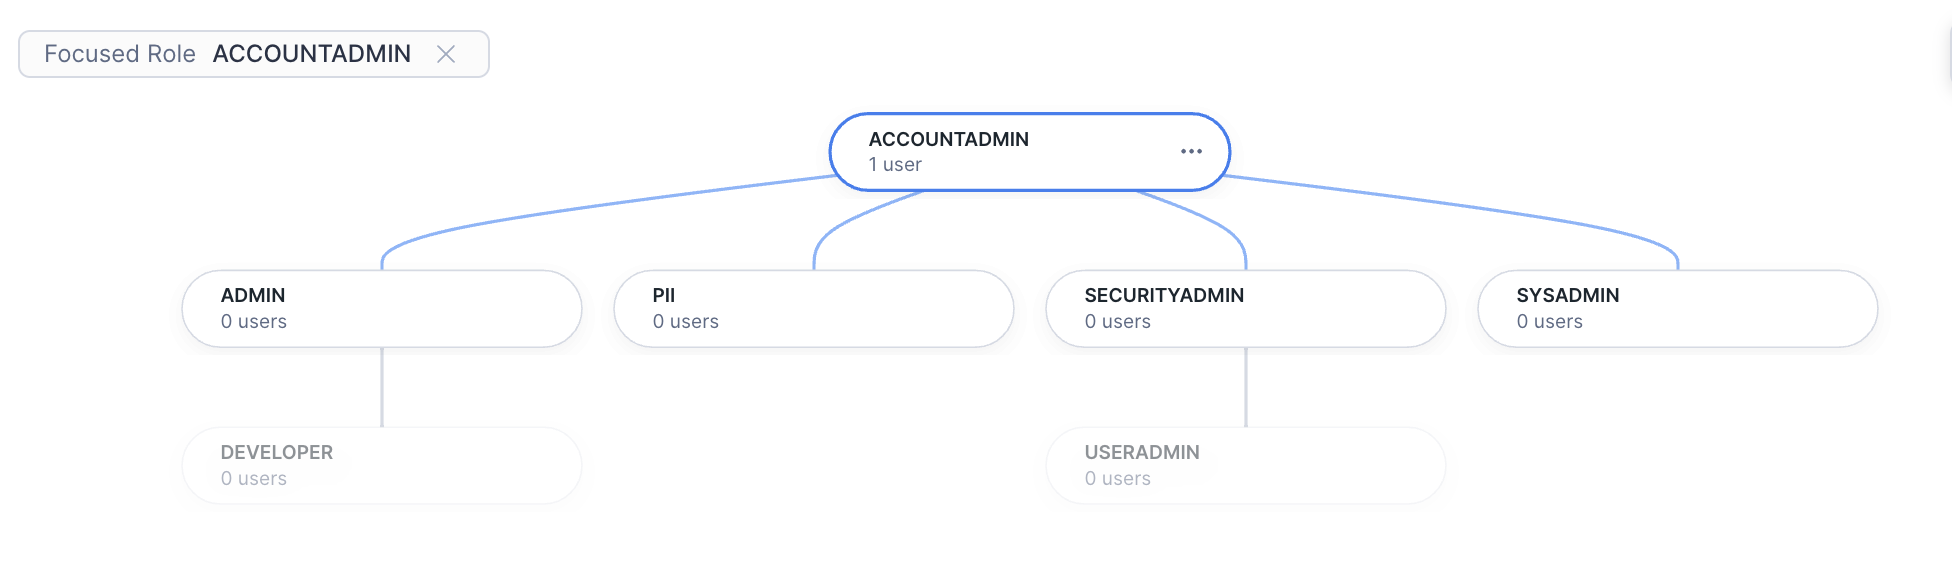 Focused Role ACCOUNTADMIN
ACCOUNTADMIN
1 user
ADMIN
0 users
PII
0 users
SECURITYADMIN
0 users
SYSADMIN
0 users
DEVELOPER
0 users
USERADMIN
0 users